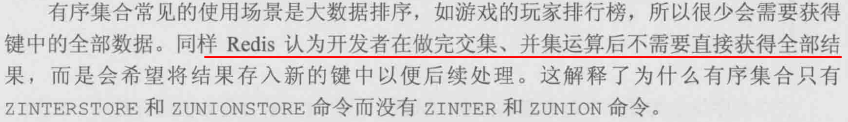 有序集合常见的使用场景是大数据排序，如游戏的玩家排行榜，所以很少会需要获得
键中的全部数据。同样 Redis 认为开发者在做完交集、并集运算后不需要直接获得全部结
果，而是会希望将结果存入新的键中以便后续处理。这解释了为什么有序集合只有
ZINTERSTORE 和 ZUNIONSTORE 命令而没有 ZINTER 和 ZUNION 命令。